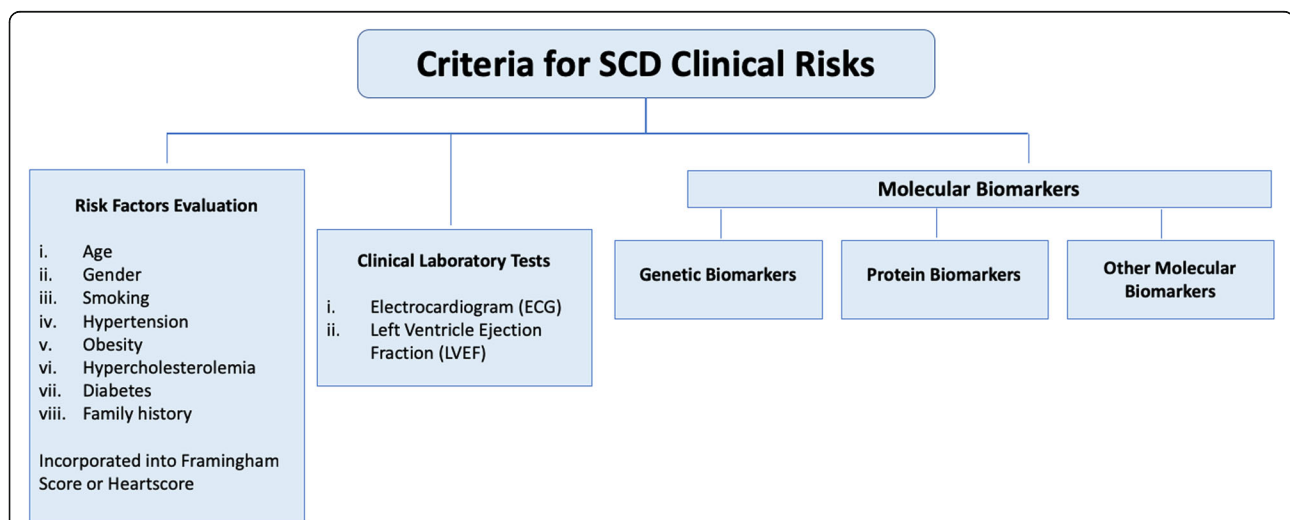 Criteria for SCD Clinical Risks
Risk Factors Evaluation
i. Age
ii. Gender
iii. Smoking
iv. Hypertension
v. Obesity
vi. Hypercholesterolemia
vii. Diabetes
viii. Family history
Incorporated into Framingham
Score or Heartscore
Clinical Laboratory Tests
i. Electrocardiogram (ECG)
ii. Left Ventricle Ejection
Fraction (LVEF)
Molecular Biomarkers
Genetic Biomarkers
Protein Biomarkers
Other Molecular
Biomarkers